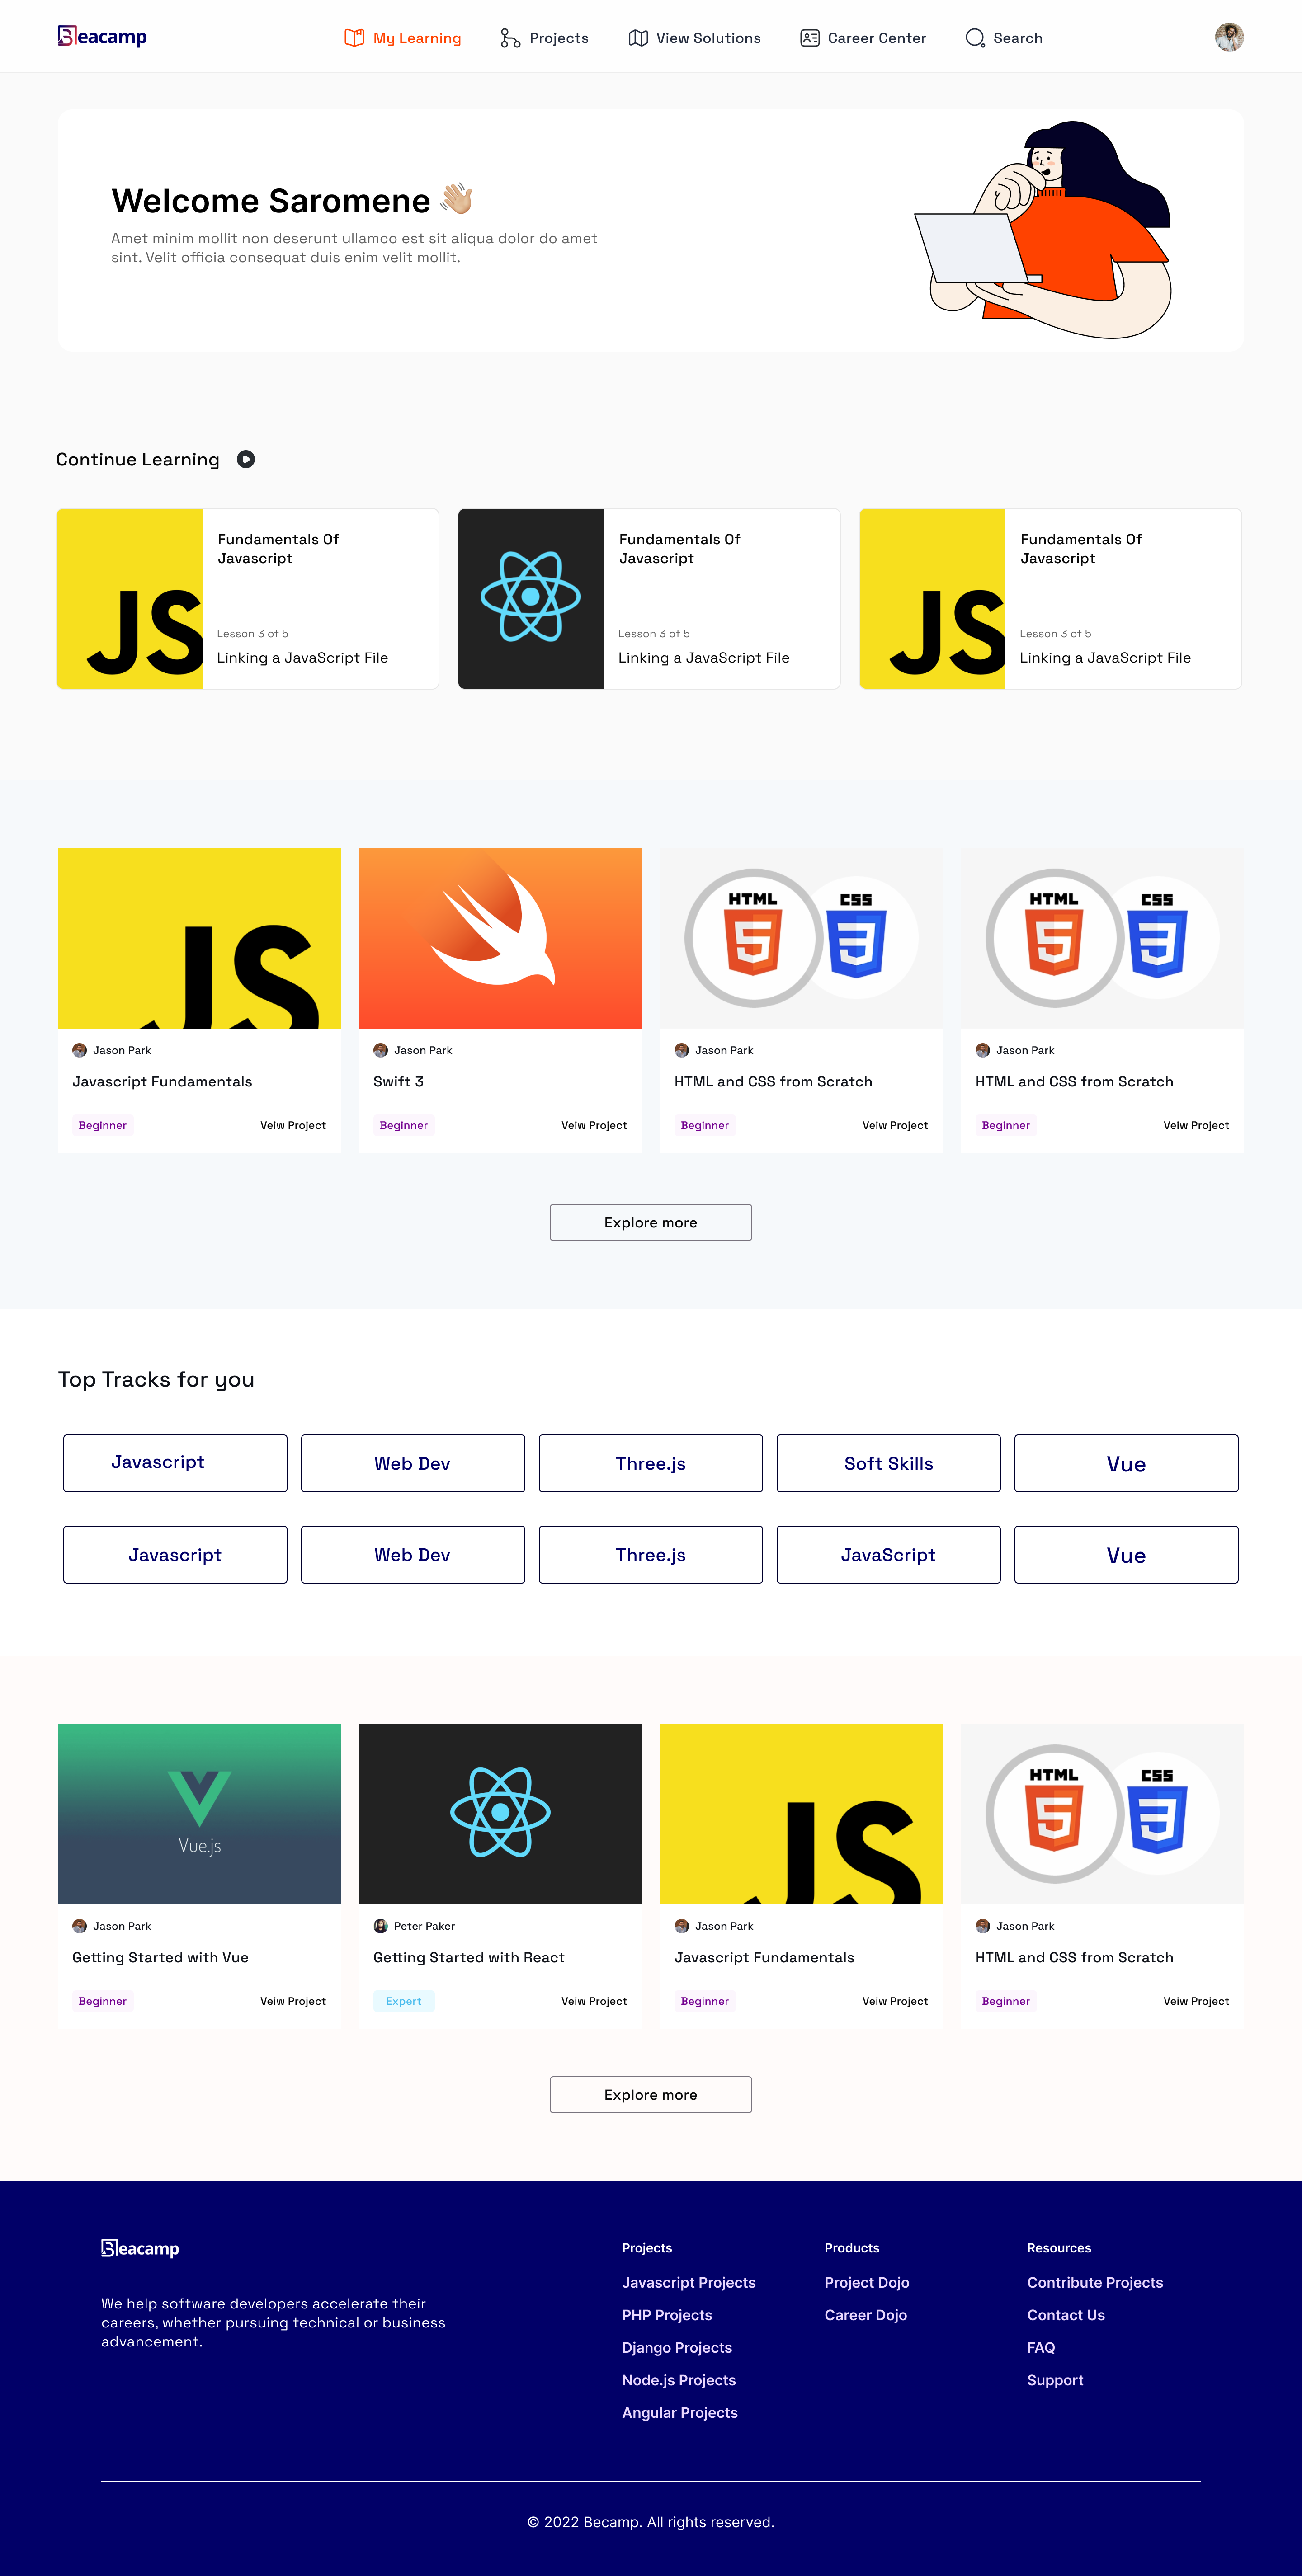 Beacamp
My Learning
Projects
View Solutions
Career Center
Search
Welcome Saromene 👋🏼
Amet minim mollit non deserunt ullamco est sit aliqua dolor do amet
sint. Velit officia consequat duis enim velit mollit.
Continue Learning
JS
Fundamentals Of
Javascript
Lesson 3 of 5
Linking a JavaScript File
Fundamentals Of
Javascript
Lesson 3 of 5
Linking a JavaScript File
JS
Fundamentals Of
Javascript
Lesson 3 of 5
Linking a JavaScript File
JS
Jason Park
Javascript Fundamentals
Beginner
Veiw Project
Jason Park
Swift 3
Beginner
Veiw Project
HTML
5
CSS
3
Jason Park
HTML and CSS from Scratch
Beginner
Veiw Project
HTML
5
CSS
3
Jason Park
HTML and CSS from Scratch
Beginner
Veiw Project
Explore more
Top Tracks for you
Javascript
Web Dev
Three.js
Soft Skills
Vue
Javascript
Web Dev
Three.js
JavaScript
Vue
Vue.js
Jason Park
Getting Started with Vue
Beginner
Veiw Project
Peter Paker
Getting Started with React
Expert
Veiw Project
JS
Jason Park
Javascript Fundamentals
Beginner
Veiw Project
HTML
5
CSS
3
Jason Park
HTML and CSS from Scratch
Beginner
Veiw Project
Explore more
Beacamp
We help software developers accelerate their
careers, whether pursuing technical or business
advancement.
Projects
Javascript Projects
PHP Projects
Django Projects
Node.js Projects
Angular Projects
Products
Project Dojo
Career Dojo
Resources
Contribute Projects
Contact Us
FAQ
Support
© 2022 Becamp. All rights reserved.